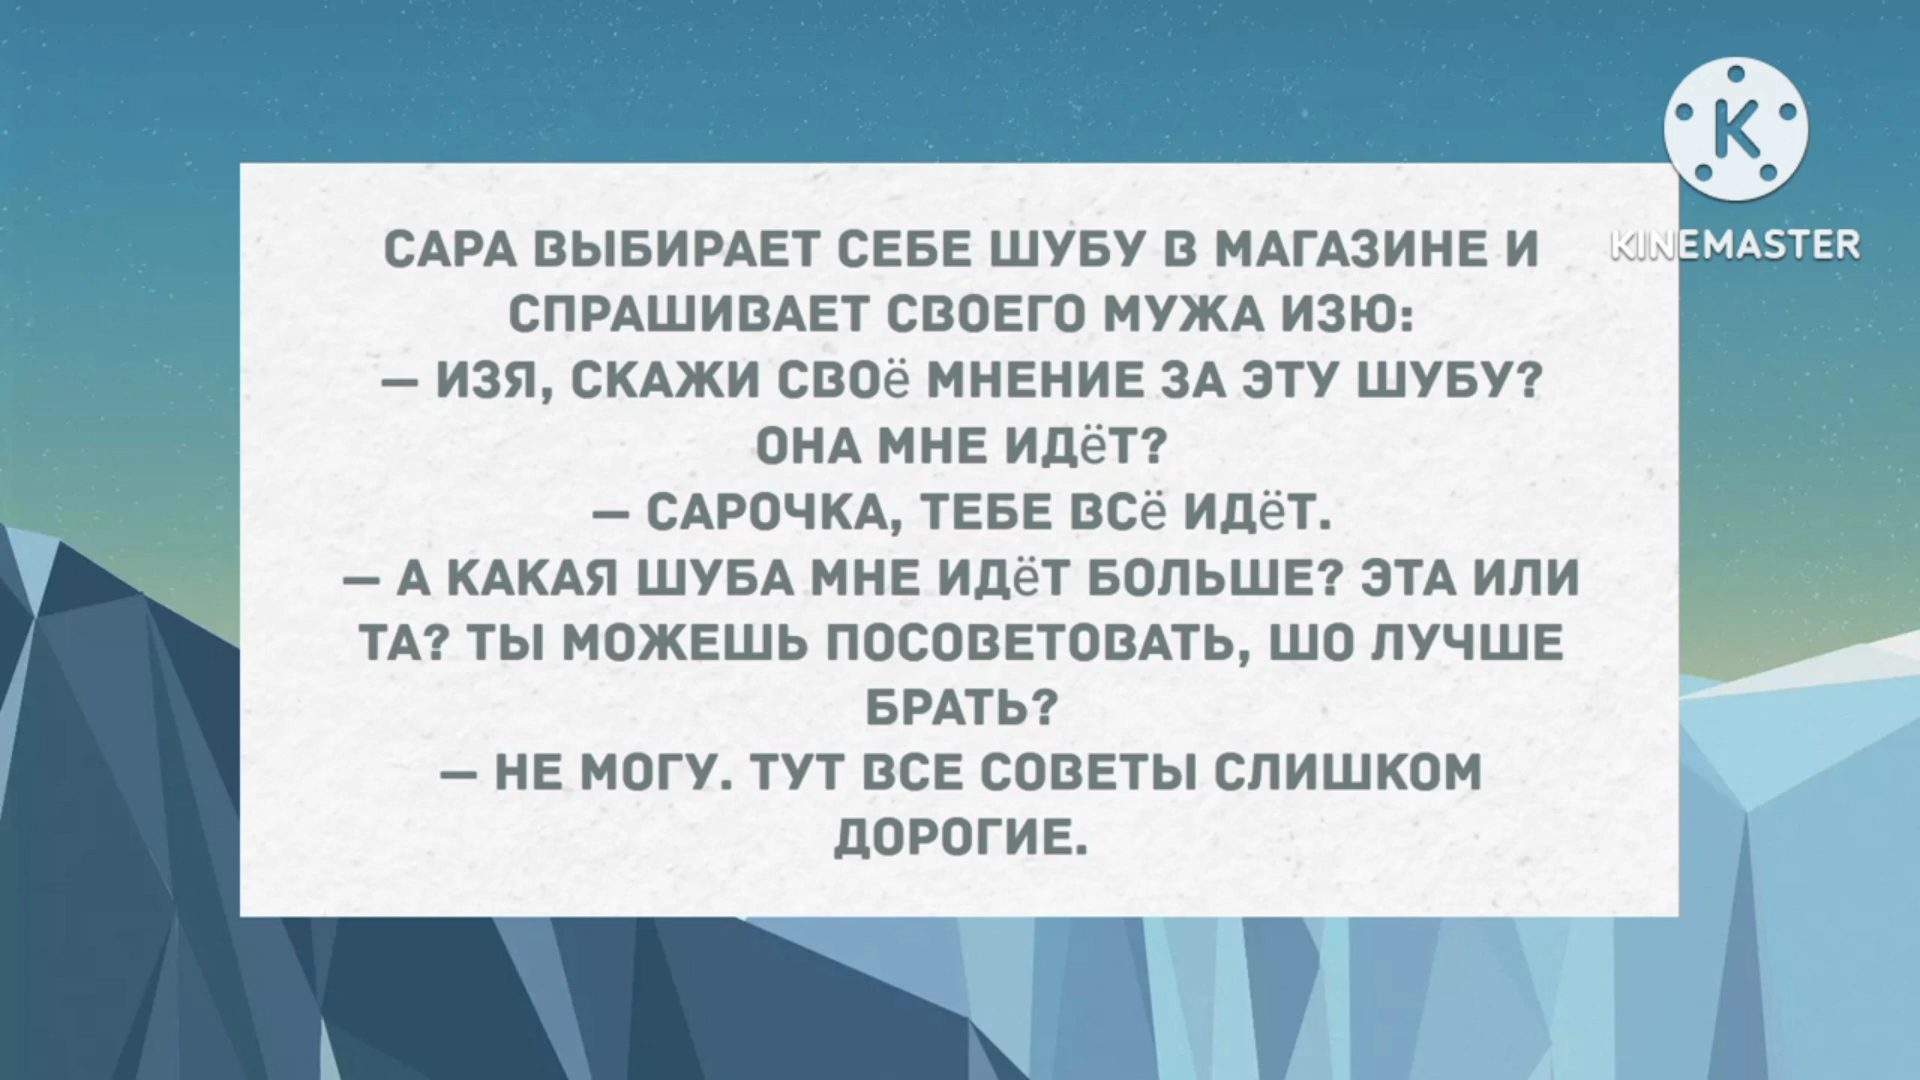 САРА ВЫБИРАЕТ СЕБЕ ШУБУ В МАГАЗИНЕ И
СПРАШИВАЕТ СВОЕГО МУЖА ИЗЮ:
— ИЗЯ, СКАЖИ СВОё МНЕНИЕ ЗА ЭТУ ШУБУ?
ОНА МНЕ ИДёТ?
— САРОЧКА, ТЕБЕ ВСё ИДёТ.
— А КАКАЯ ШУБА МНЕ ИДёТ БОЛЬШЕ? ЭТА ИЛИ
ТА? ТЫ МОЖЕШЬ ПОСОВЕТОВАТЬ, ШО ЛУЧШЕ
БРАТЬ?
— НЕ МОГУ. ТУТ ВСЕ СОВЕТЫ СЛИШКОМ
ДОРОГИЕ.
K
KINEMASTER